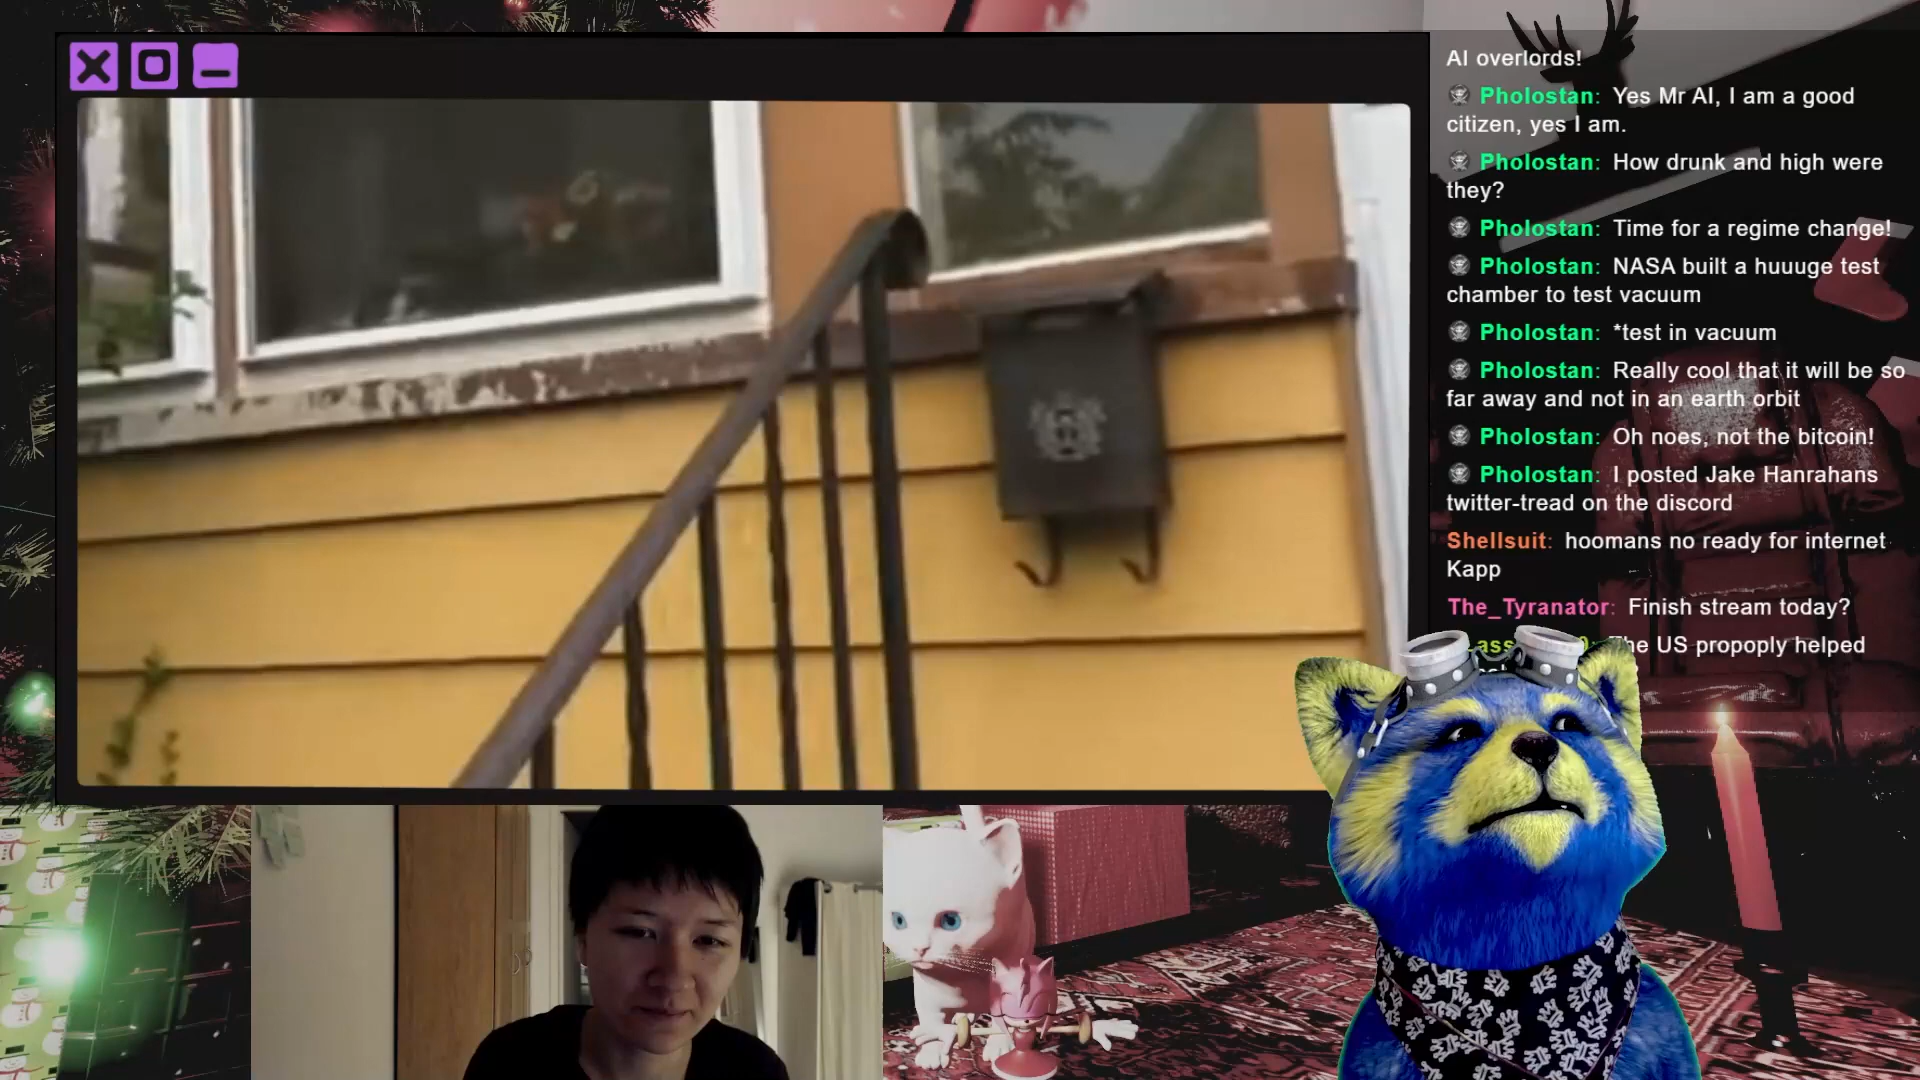 AI overlords!
Pholostan: Yes Mr AI, I am a good
citizen, yes I am.
Pholostan: How drunk and high were
they?
Pholostan: Time for a regime change!
Pholostan: NASA built a huuuge test
chamber to test vacuum
Pholostan: *test in vacuum
Pholostan: Really cool that it will be so
far away and not in an earth orbit
Pholostan: Oh noes, not the bitcoin!
Pholostan: I posted Jake Hanrahans
twitter-tread on the discord
Shellsuit: hoomans no ready for internet
Kapp
The_Tyranator: Finish stream today?
US propoply helped